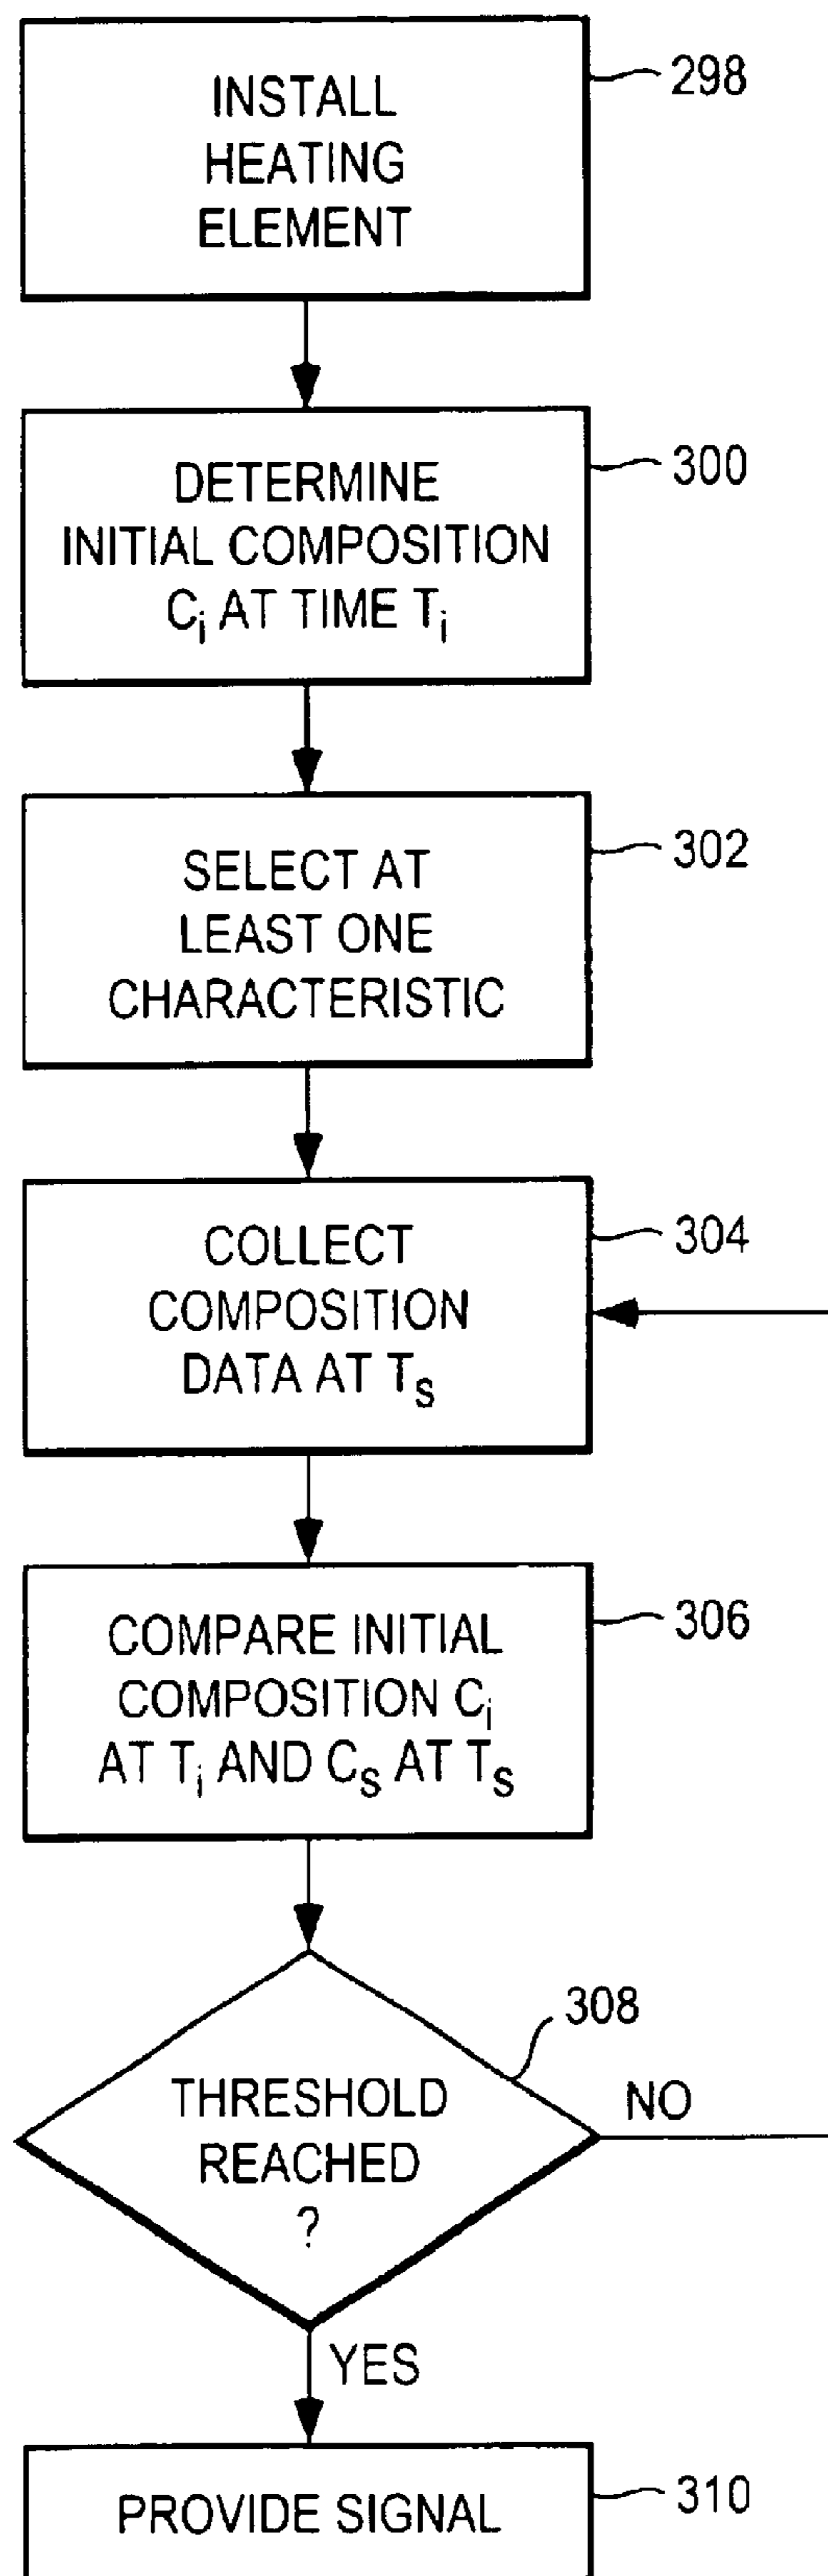 INSTALL
HEATING
ELEMENT
298
DETERMINE
INITIAL COMPOSITION
Ci AT TIME Ti
300
SELECT AT
LEAST ONE
CHARACTERISTIC
302
COLLECT
COMPOSITION
DATA AT Ts
304
COMPARE INITIAL
COMPOSITION Ci
AT Ti AND Cs AT Ts
306
THRESHOLD
REACHED
?
308
NO
YES
PROVIDE SIGNAL
310